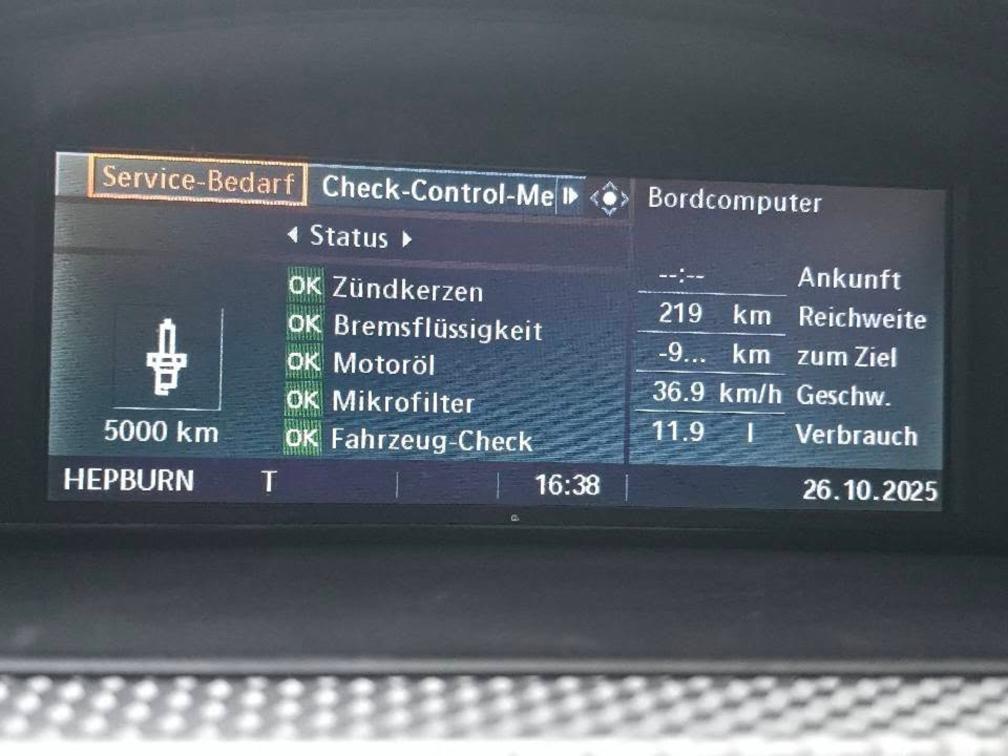 Service-Bedarf Check-Control-Me
Status
OK Zündkerzen
OK Bremsflüssigkeit
OK Motoröl
OK Mikrofilter
OK Fahrzeug-Check
5000 km
Bordcomputer
--:-- Ankunft
219 km Reichweite
-9... km zum Ziel
36.9 km/h Geschw.
11.9 l Verbrauch
HEPBURN T 16:38 26.10.2025